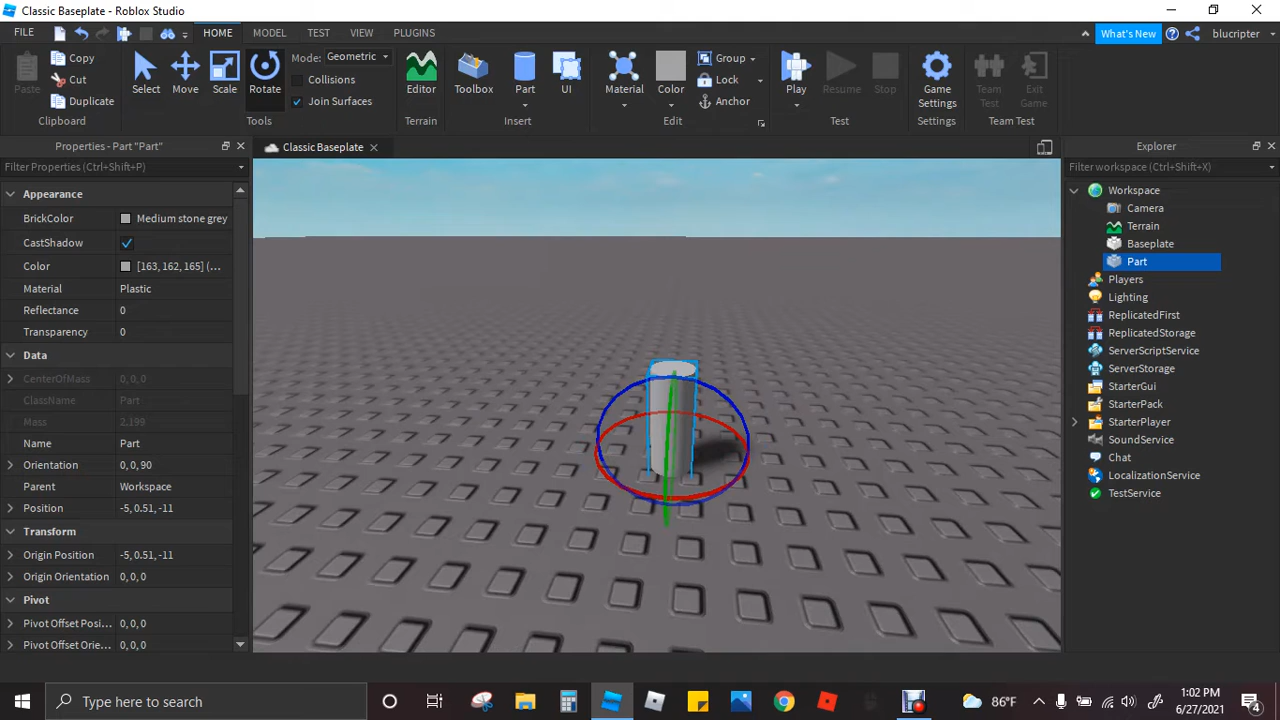 Classic Baseplate - Roblox Studio
FILE HOME MODEL TEST VIEW PLUGINS What's New blucripter
Paste Copy Cut Duplicate
Clipboard
Select Move Scale Rotate
Mode: Geometric
Collisions
Join Surfaces
Tools
Editor
Terrain
Toolbox Part UI
Insert
Material Color Group Lock Anchor
Edit
Play Resume Stop
Test
Game Settings
Settings
Team Test Exit Game
Team Test
Properties - Part "Part"
Filter Properties (Ctrl+Shift+P)
Appearance
BrickColor Medium stone grey
CastShadow
Color [163, 162, 165] (...
Material Plastic
Reflectance 0
Transparency 0
Data
CenterOfMass 0, 0, 0
ClassName Part
Mass 2.199
Name Part
Orientation 0, 0, 90
Parent Workspace
Position -5, 0.51, -11
Transform
Origin Position -5, 0.51, -11
Origin Orientation 0, 0, 0
Pivot
Pivot Offset Posi... 0, 0, 0
Pivot Offset Orie... 0, 0, 0
Classic Baseplate
Explorer
Filter workspace (Ctrl+Shift+X)
Workspace
Camera
Terrain
Baseplate
Part
Players
Lighting
ReplicatedFirst
ReplicatedStorage
ServerScriptService
ServerStorage
StarterGui
StarterPack
StarterPlayer
SoundService
Chat
LocalizationService
TestService
Type here to search
86°F
1:02 PM
6/27/2021
4